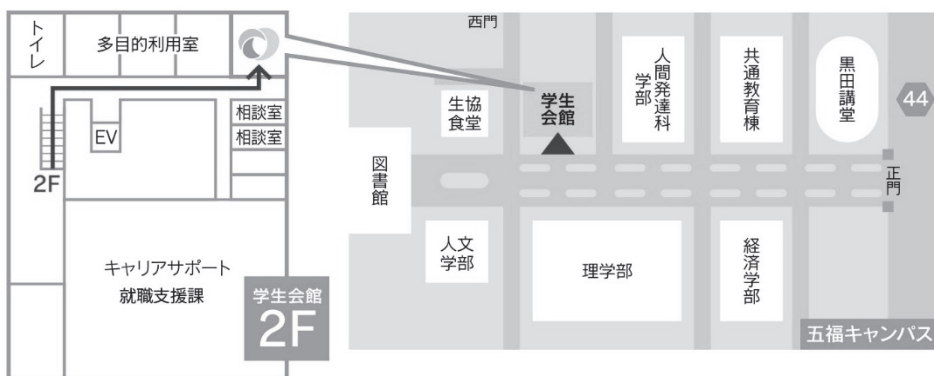 トイレ
多目的利用室
相談室
相談室
EV
2F
キャリアサポート
就職支援課
学生会館
2F
西門
生協
食堂
学生
会館
人間発達科
学部
共通教育棟
黒田講堂
44
図書館
正門
人文
学部
理学部
経済学部
五福キャンパス